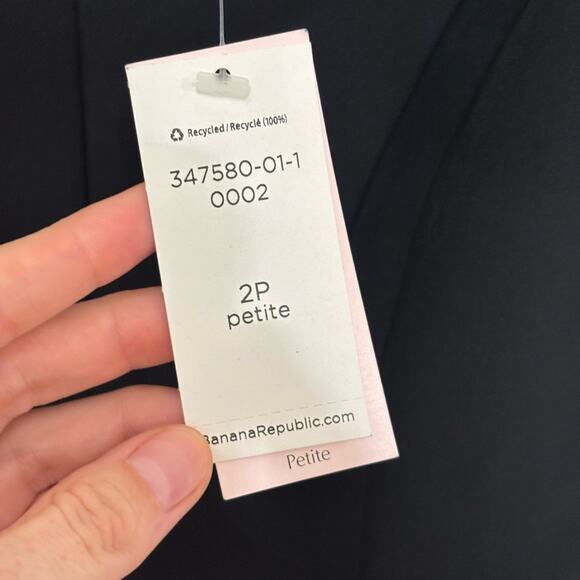 Recycled / Recyclé (100%)
347580-01-1
0002
2P
petite
BananaRepublic.com
Petite